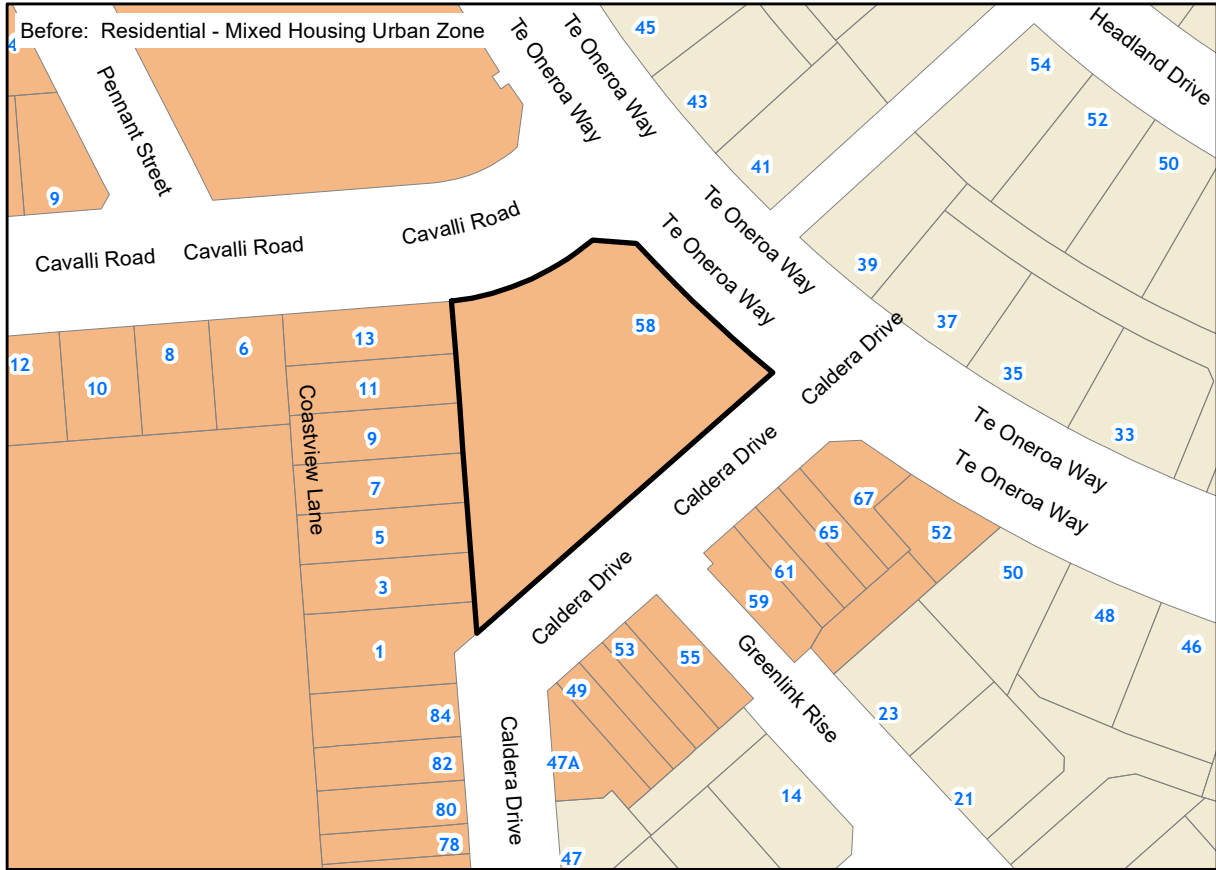 Before: Residential - Mixed Housing Urban Zone
4
Pennant Street
9
Te Oneroa Way
Te Oneroa Way
45
43
41
Headland Drive
54
52
50
Cavalli Road
Cavalli Road
Cavalli Road
Te Oneroa Way
Te Oneroa Way
39
37
35
33
58
12
10
8
6
13
11
9
7
5
3
1
Coastview Lane
84
82
80
78
Caldera Drive
Caldera Drive
Caldera Drive
Caldera Drive
Te Oneroa Way
Te Oneroa Way
67
65
61
59
52
50
48
46
55
53
49
47A
47
Greenlink Rise
23
21
14